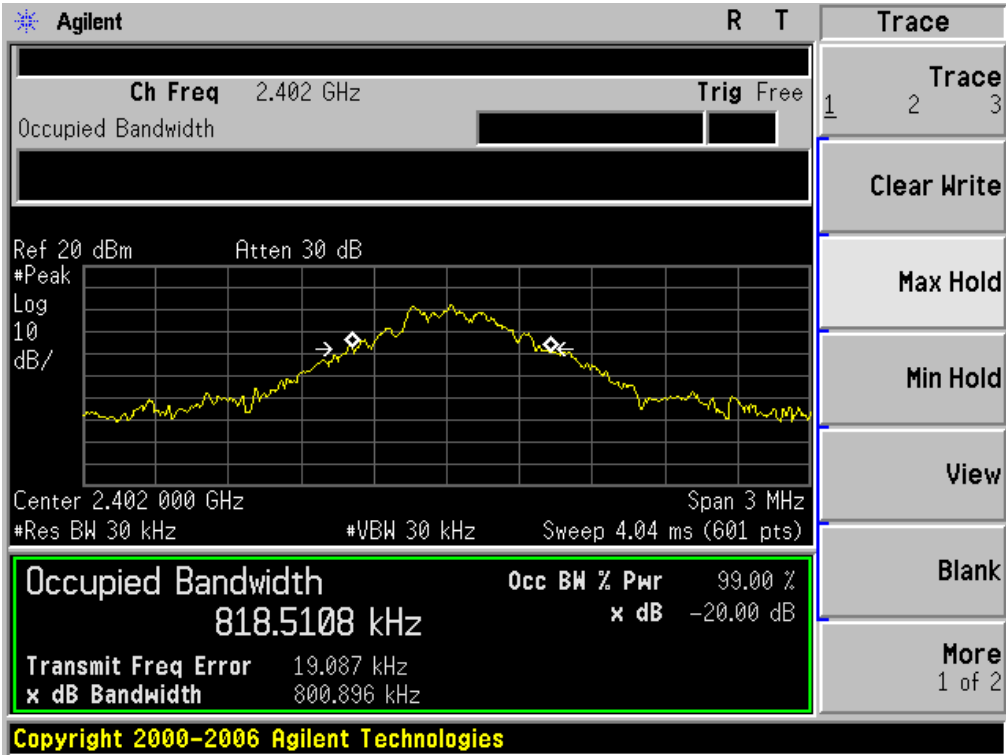 Agilent R T Trace
Ch Freq 2.402 GHz Trig Free
Occupied Bandwidth
Trace
1 2 3
Clear Write
Max Hold
Min Hold
View
Blank
More
1 of 2
Ref 20 dBm Atten 30 dB
#Peak
Log
10
dB/
Center 2.402 000 GHz Span 3 MHz
#Res BW 30 kHz #VBW 30 kHz Sweep 4.04 ms (601 pts)
Occupied Bandwidth Occ BW % Pwr 99.00 %
818.5108 kHz x dB -20.00 dB
Transmit Freq Error 19.087 kHz
x dB Bandwidth 800.896 kHz
Copyright 2000-2006 Agilent Technologies